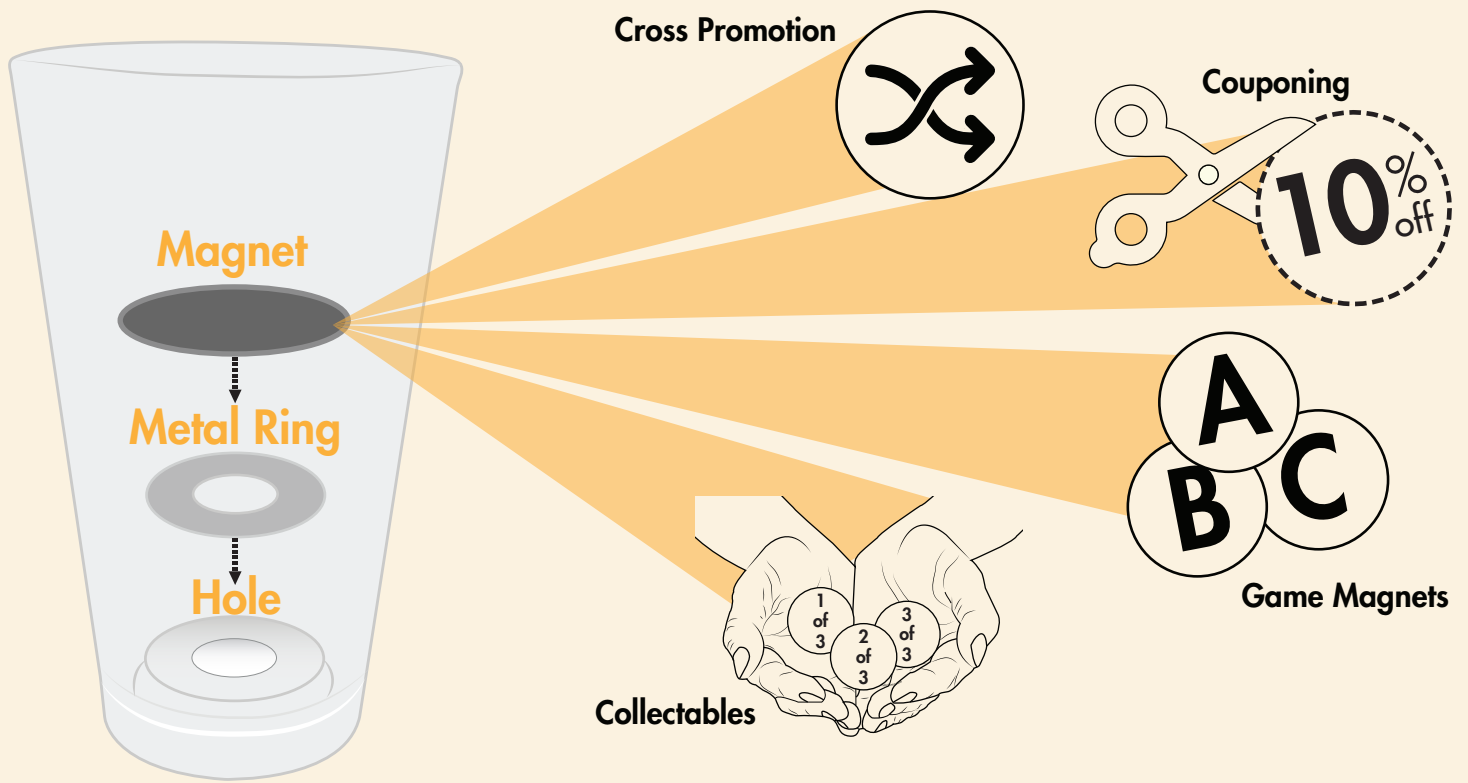 Cross Promotion
Couponing
10% off
Magnet
Metal Ring
Hole
A
B
C
Game Magnets
1
of
3
2
of
3
3
of
3
Collectables